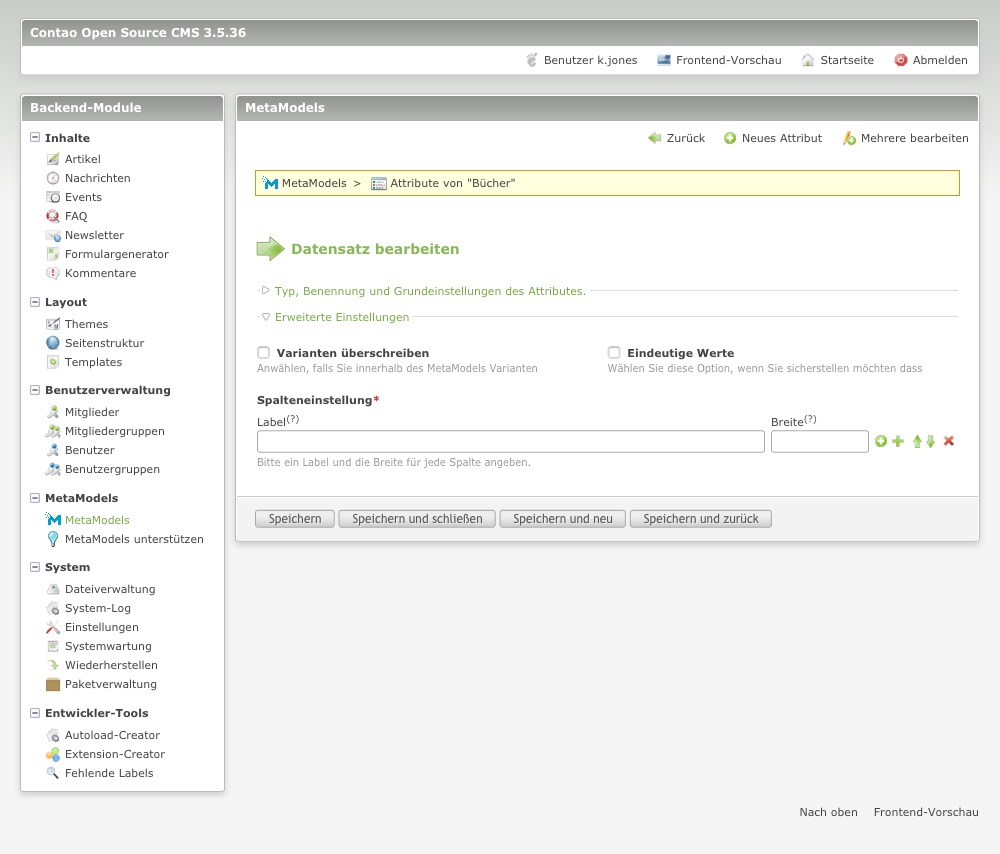 Contao Open Source CMS 3.5.36
Benutzer k.jones Frontend-Vorschau Startseite Abmelden
Backend-Module
Inhalte
Artikel
Nachrichten
Events
FAQ
Newsletter
Formulargenerator
Kommentare
Layout
Themes
Seitenstruktur
Templates
Benutzerverwaltung
Mitglieder
Mitgliedergruppen
Benutzer
Benutzergruppen
MetaModels
MetaModels
MetaModels unterstützen
System
Dateiverwaltung
System-Log
Einstellungen
Systemwartung
Wiederherstellen
Paketverwaltung
Entwickler-Tools
Autoload-Creator
Extension-Creator
Fehlende Labels
MetaModels
Zurück Neues Attribut Mehrere bearbeiten
MetaModels > Attribute von "Bücher"
Datensatz bearbeiten
Typ, Benennung und Grundeinstellungen des Attributes.
Erweiterte Einstellungen
Varianten überschreiben
Anwählen, falls Sie innerhalb des MetaModels Varianten
Eindeutige Werte
Wählen Sie diese Option, wenn Sie sicherstellen möchten dass
Spalteneinstellung*
Label(?) Breite(?)
Bitte ein Label und die Breite für jede Spalte angeben.
Speichern Speichern und schließen Speichern und neu Speichern und zurück
Nach oben Frontend-Vorschau